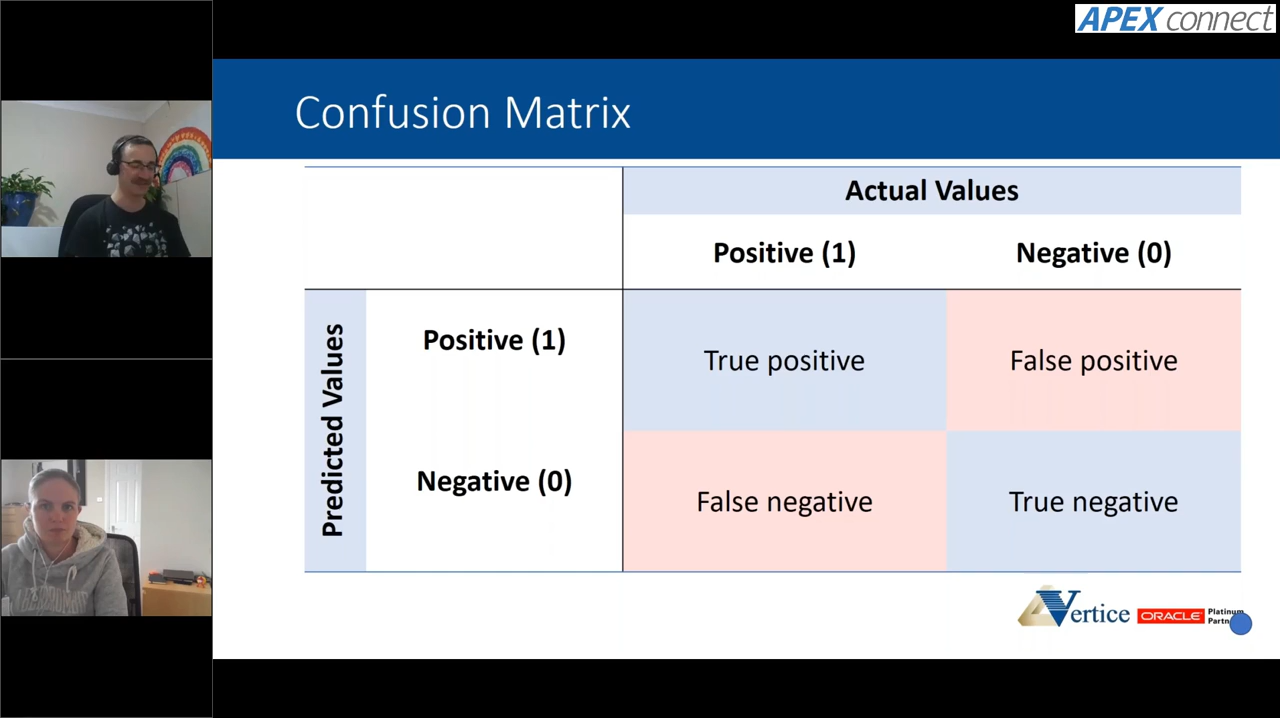 APEX connect
Confusion Matrix
Actual Values
Positive (1)
Negative (0)
Predicted Values
Positive (1)
True positive
False positive
Negative (0)
False negative
True negative
Vertice
ORACLE
Platinum